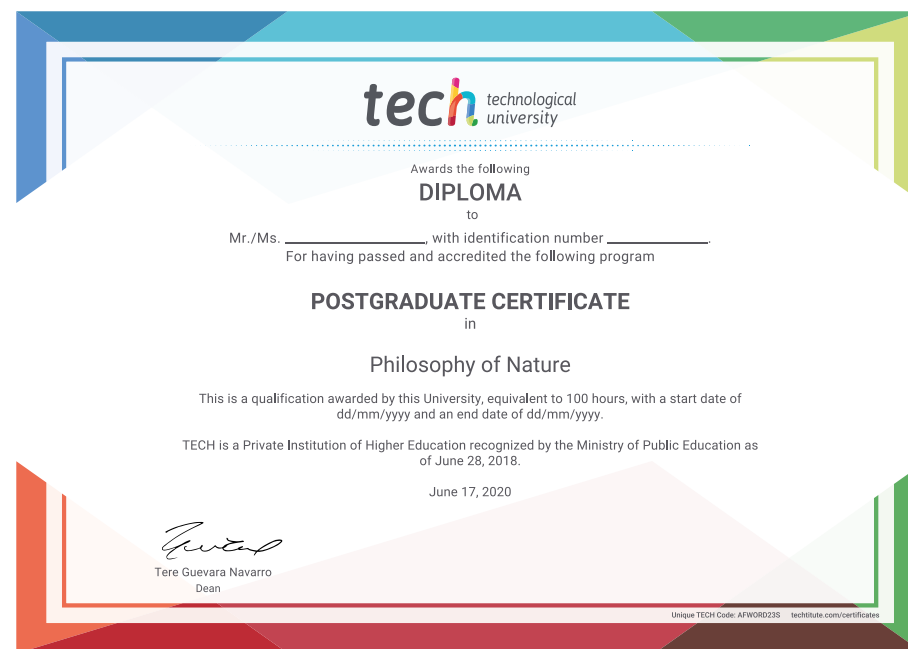 tech technological
university
Awards the following
DIPLOMA
to
Mr./Ms. ____________________, with identification number ______________.
For having passed and accredited the following program
POSTGRADUATE CERTIFICATE
in
Philosophy of Nature
This is a qualification awarded by this University, equivalent to 100 hours, with a start date of
dd/mm/yyyy and an end date of dd/mm/yyyy.
TECH is a Private Institution of Higher Education recognized by the Ministry of Public Education as
of June 28, 2018.
June 17, 2020
Tere Guevara Navarro
Dean
Unique TECH Code: AFWORD23S techtitute.com/certificates